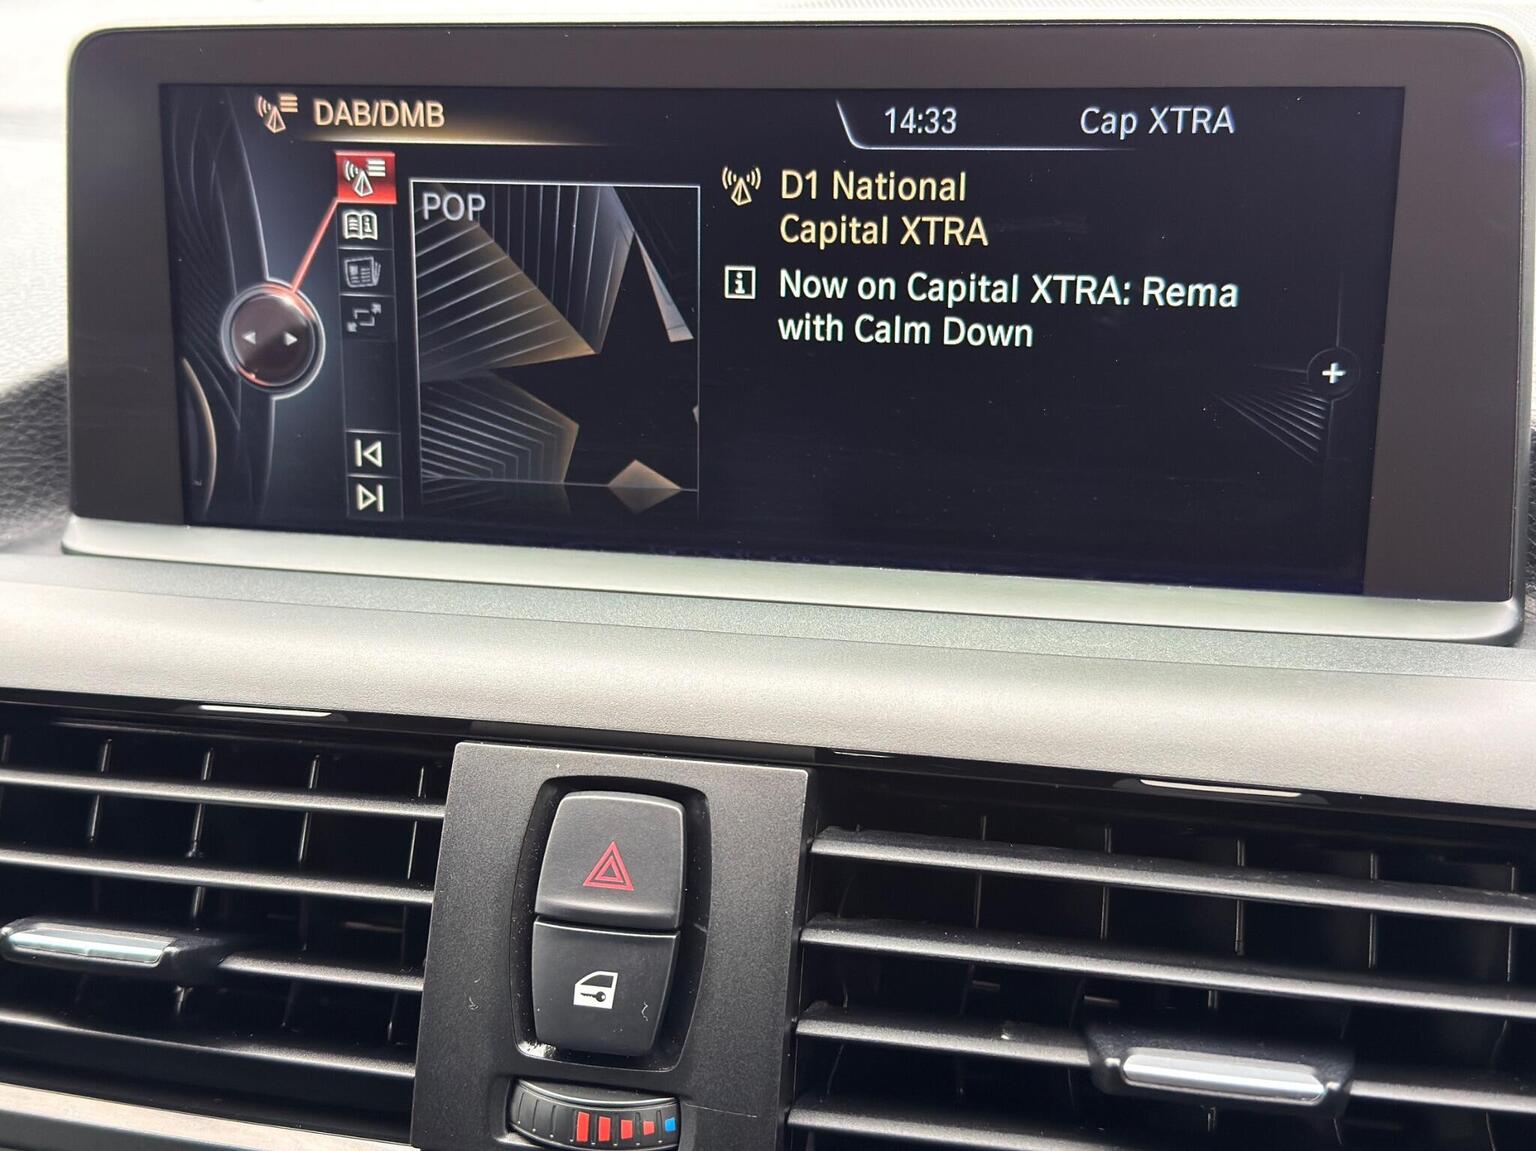 DAB/DMB
14:33
Cap XTRA
POP
D1 National
Capital XTRA
Now on Capital XTRA: Rema
with Calm Down